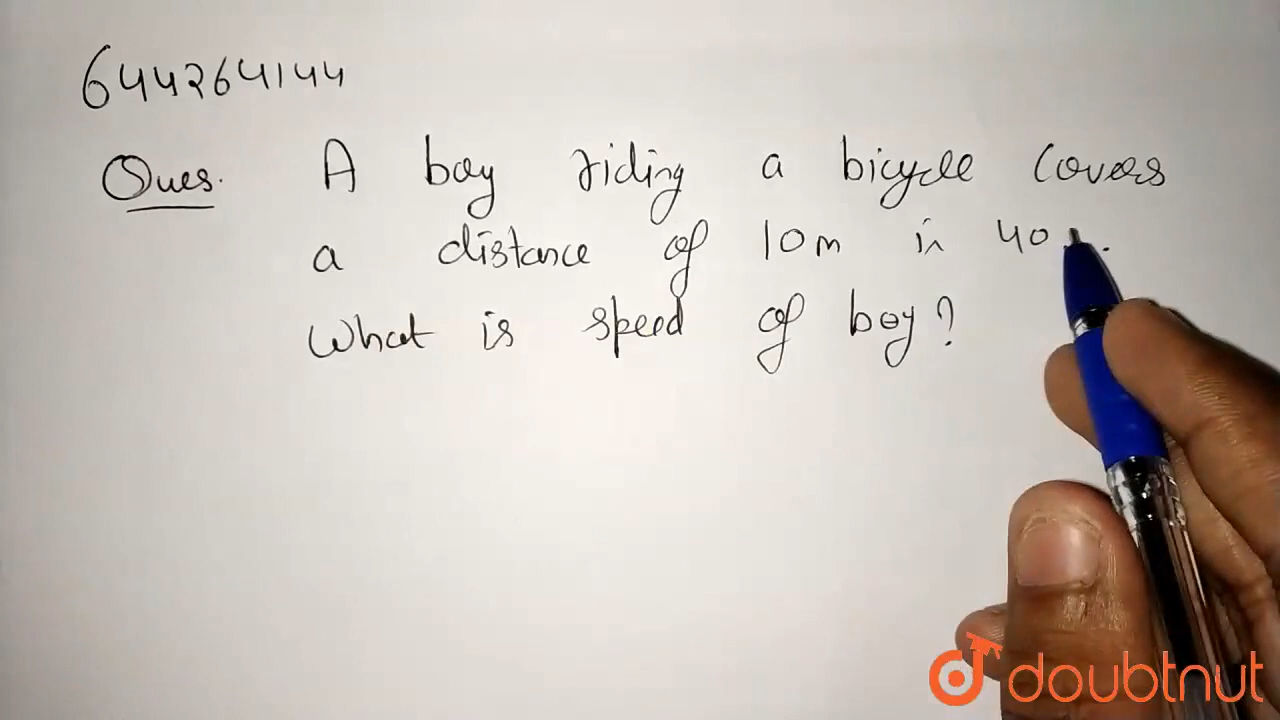 644264144
Ques. A boy riding a bicycle covers
a distance of 10m in 40
What is speed of boy?
doubtnut